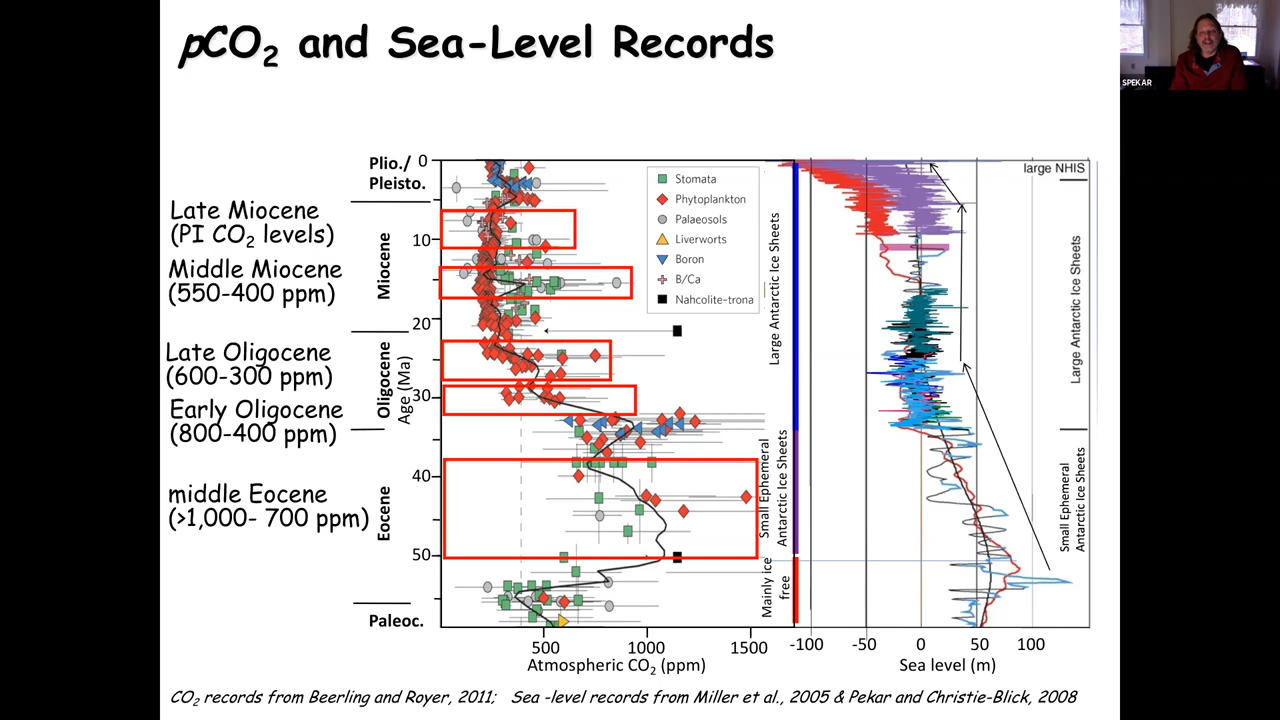 pCO₂ and Sea-Level Records
SPEKAR
Plio./
Pleisto.
Late Miocene
(PI CO₂ levels)
Middle Miocene
(550-400 ppm)
Late Oligocene
(600-300 ppm)
Early Oligocene
(800-400 ppm)
middle Eocene
(>1,000- 700 ppm)
Miocene
Oligocene
Eocene
Paleoc.
Age (Ma)
0
10
20
30
40
50
Stomata
Phytoplankton
Palaeosols
Liverworts
Boron
B/Ca
Nahcolite-trona
500
1000
1500
Atmospheric CO₂ (ppm)
Large Antarctic Ice Sheets
Small Ephemeral
Antarctic Ice Sheets
Mainly ice
free
large NHIS
Large Antarctic Ice Sheets
Small Ephemeral
Antarctic Ice Sheets
-100
-50
0
50
100
Sea level (m)
CO₂ records from Beerling and Royer, 2011; Sea -level records from Miller et al., 2005 & Pekar and Christie-Blick, 2008